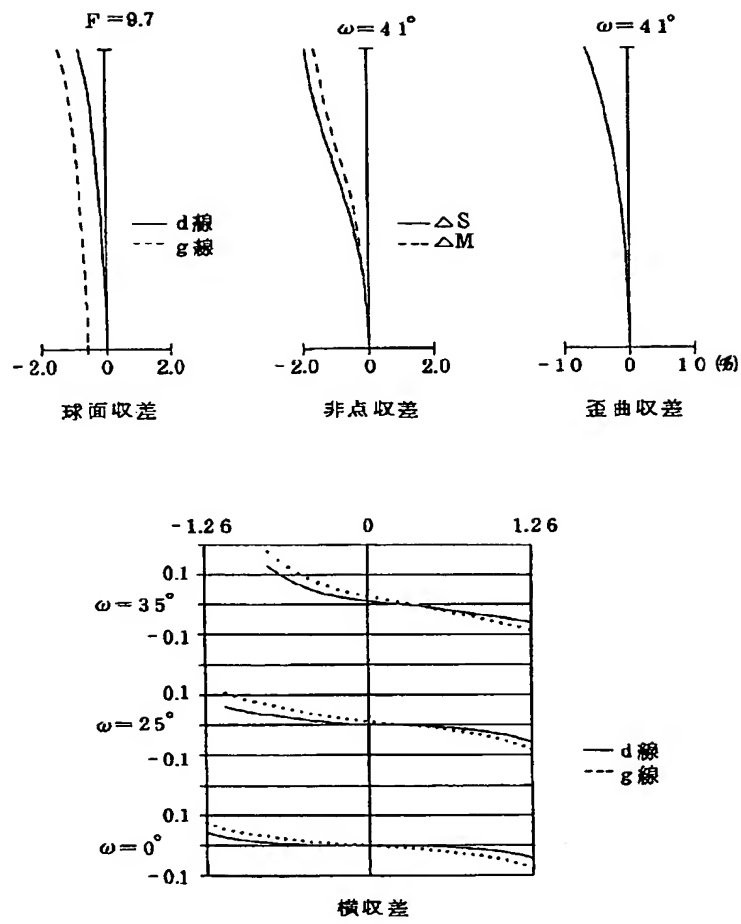 F=9.7
ω=41°
ω=41°
d線
g線
△S
△M
-2.0 0 2.0
-2.0 0 2.0
-10 0 10 (%)
球面収差
非点収差
歪曲収差
-1.26 0 1.26
0.1
ω=35°
-0.1
0.1
ω=25°
-0.1
d線
g線
0.1
ω=0°
-0.1
横収差